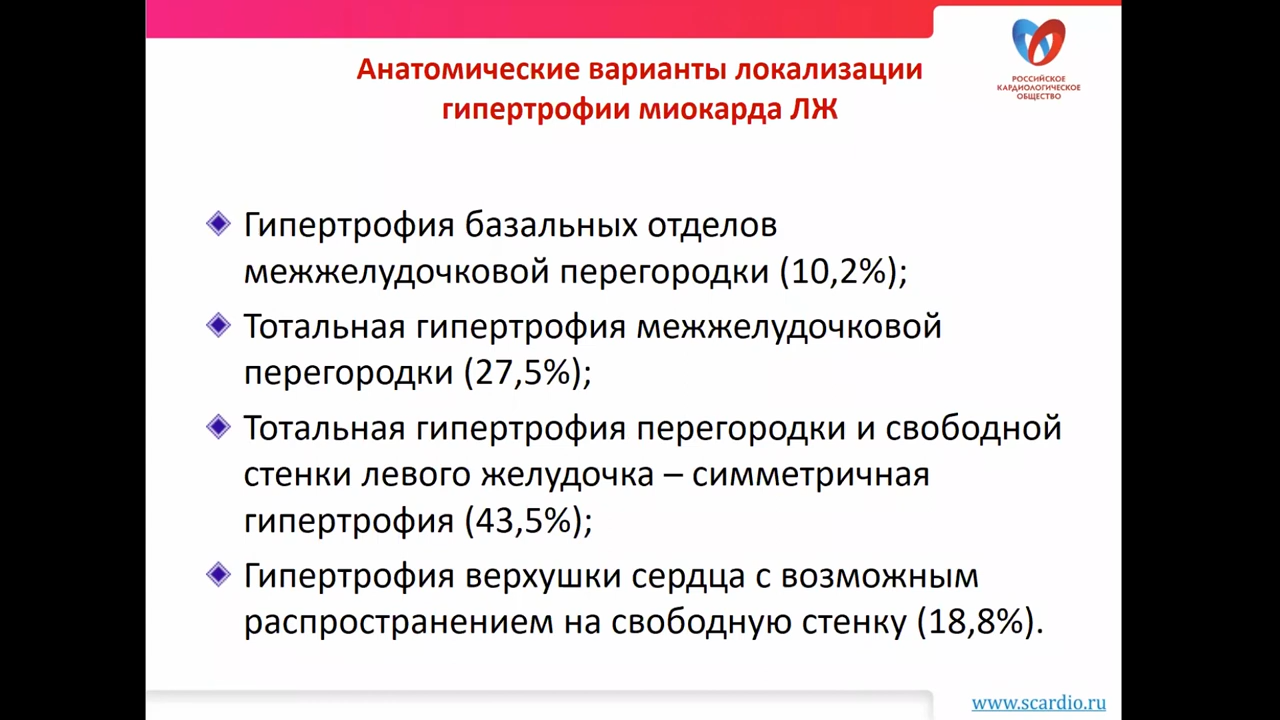 Анатомические варианты локализации
гипертрофии миокарда ЛЖ
РОССИЙСКОЕ
КАРДИОЛОГИЧЕСКОЕ
ОБЩЕСТВО
Гипертрофия базальных отделов
межжелудочковой перегородки (10,2%);
Тотальная гипертрофия межжелудочковой
перегородки (27,5%);
Тотальная гипертрофия перегородки и свободной
стенки левого желудочка – симметричная
гипертрофия (43,5%);
Гипертрофия верхушки сердца с возможным
распространением на свободную стенку (18,8%).
www.scardio.ru